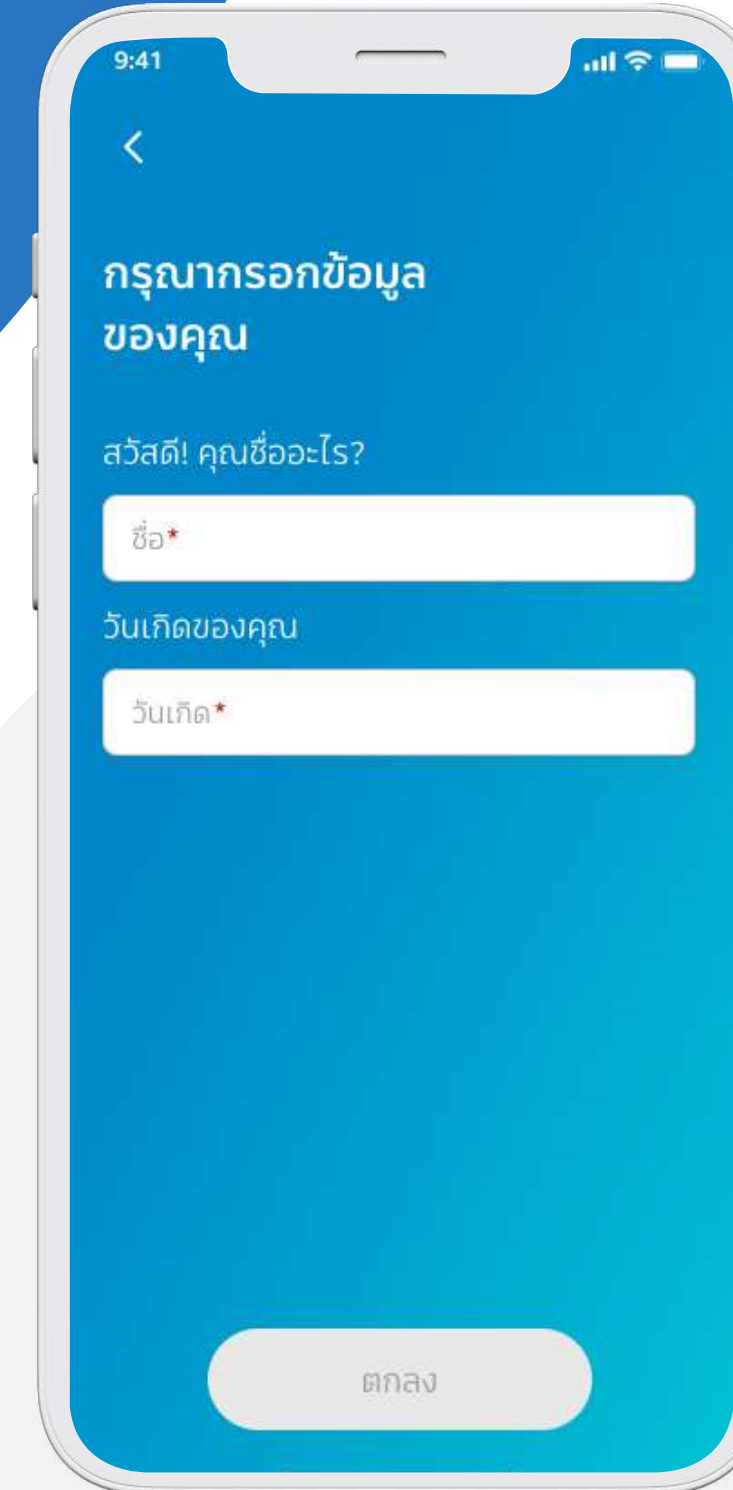 9:41
กรุณากรอกข้อมูล
ของคุณ
สวัสดี! คุณชื่ออะไร?
ชื่อ*
วันเกิดของคุณ
วันเกิด*
ตกลง